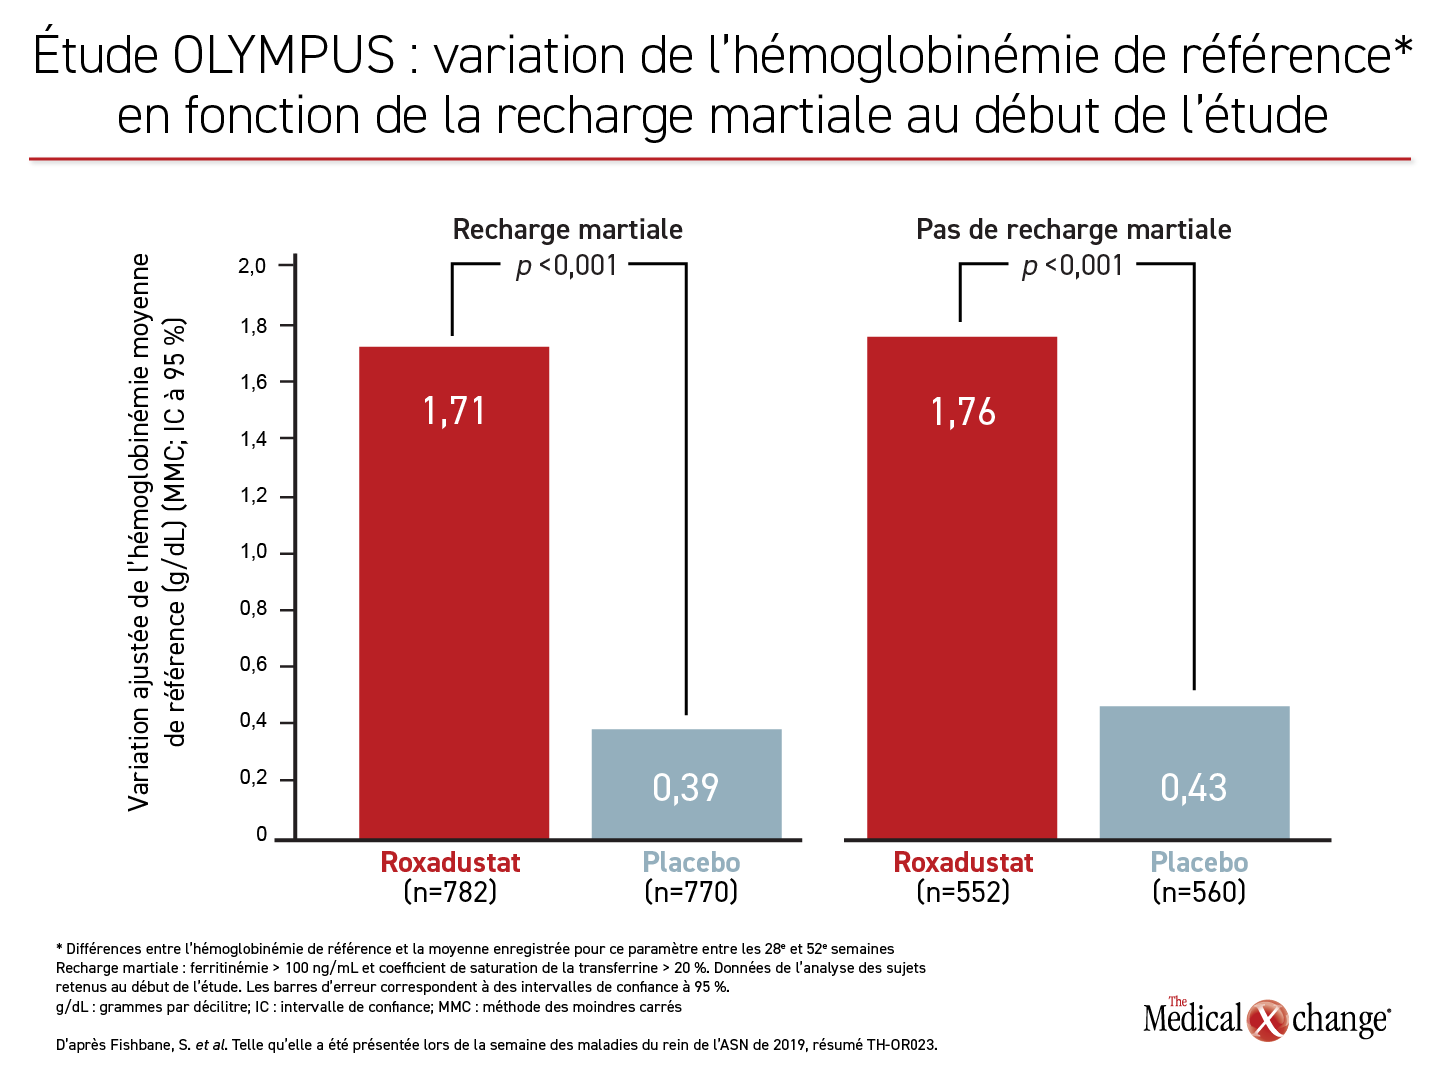 Étude OLYMPUS : variation de l’hémoglobinémie de référence*
en fonction de la recharge martiale au début de l’étude
Variation ajustée de l’hémoglobinémie moyenne
de référence (g/dL) (MMC; IC à 95 %)
2,0
1,8
1,6
1,4
1,2
1,0
0,8
0,6
0,4
0,2
0
Recharge martiale
p <0,001
1,71
0,39
Roxadustat
(n=782)
Placebo
(n=770)
Pas de recharge martiale
p <0,001
1,76
0,43
Roxadustat
(n=552)
Placebo
(n=560)
* Différences entre l’hémoglobinémie de référence et la moyenne enregistrée pour ce paramètre entre les 28e et 52e semaines
Recharge martiale : ferritinémie > 100 ng/mL et coefficient de saturation de la transferrine > 20 %. Données de l’analyse des sujets
retenus au début de l’étude. Les barres d’erreur correspondent à des intervalles de confiance à 95 %.
g/dL : grammes par décilitre; IC : intervalle de confiance; MMC : méthode des moindres carrés
D’après Fishbane, S. et al. Telle qu’elle a été présentée lors de la semaine des maladies du rein de l’ASN de 2019, résumé TH-OR023.
The
Medical X change®